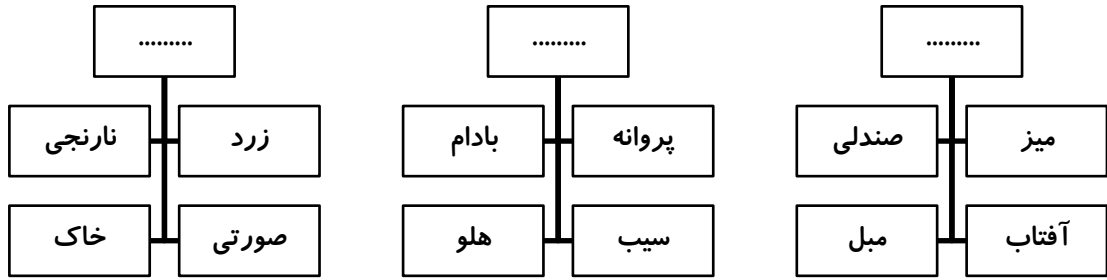 ......... ......... .........
میز صندلی پروانه بادام زرد نارنجی
آفتاب مبل سیب هلو صورتی خاک